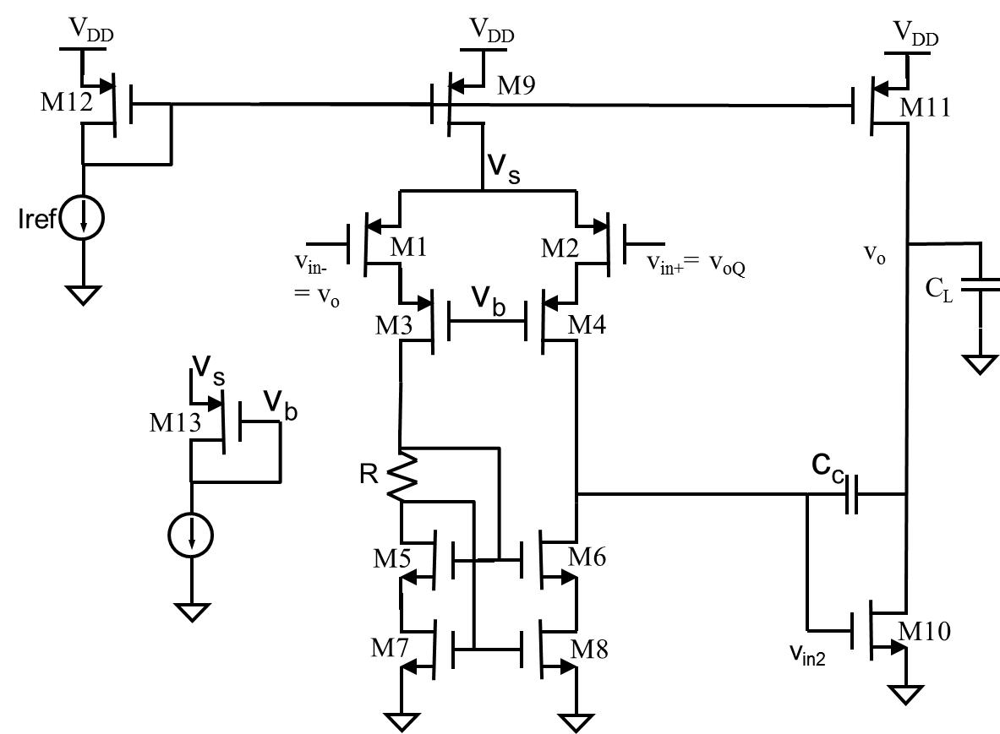 VDD
VDD
VDD
M12
M9
M11
vs
Iref
M1
M2
vin-
= vo
vin+= voQ
vo
CL
vb
M3
M4
vs
M13
vb
R
cc
M5
M6
M7
M8
vin2
M10